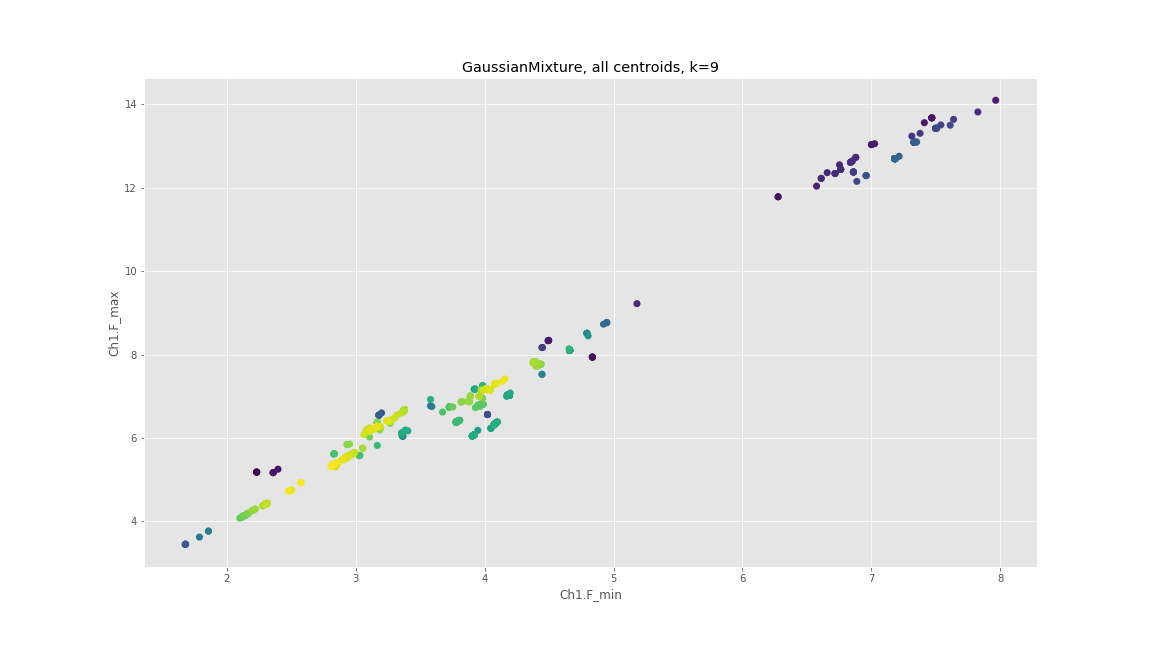 GaussianMixture, all centroids, k=9
14
12
10
8
6
4
Ch1.F_max
2 3 4 5 6 7 8
Ch1.F_min